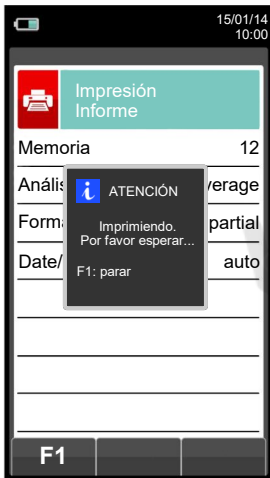 15/01/14
10:00
Impresión
Informe
Memoria 12
Anális verage
Forma partial
Date/ auto
i ATENCIÓN
Imprimiendo.
Por favor esperar...
F1: parar
F1